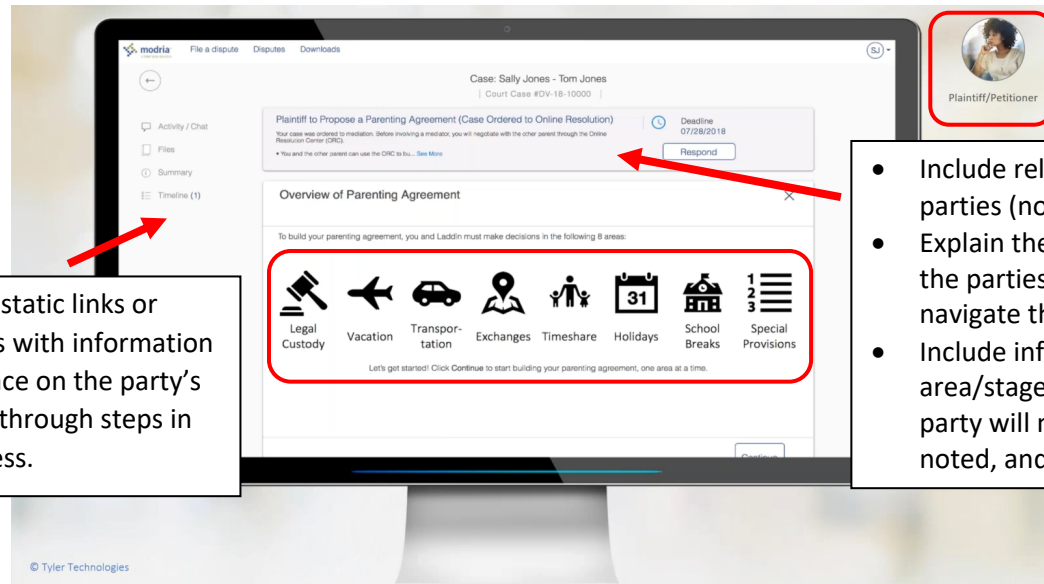 modria File a dispute Disputes Downloads
SJ
Case: Sally Jones - Tom Jones
| Court Case #DV-18-10000 |
Plaintiff/Petitioner
Activity / Chat
Files
Summary
Timeline (1)
Plaintiff to Propose a Parenting Agreement (Case Ordered to Online Resolution)
Your case was ordered to mediation. Before involving a mediator, you will negotiate with the other parent through the Online
Resolution Center (ORC).
• You and the other parent can use the ORC to bu... See More
Deadline
07/28/2018
Respond
Overview of Parenting Agreement
To build your parenting agreement, you and Laddin must make decisions in the following 8 areas:
31
1
2
3
Legal
Custody
Vacation
Transpor-
tation
Exchanges
Timeshare
Holidays
School
Breaks
Special
Provisions
Let's get started! Click Continue to start building your parenting agreement, one area at a time.
Continue
static links or
s with information
nce on the party's
through steps in
ess.
• Include rel
parties (no
• Explain the
the parties
navigate th
• Include inf
area/stage
party will r
noted, and
© Tyler Technologies